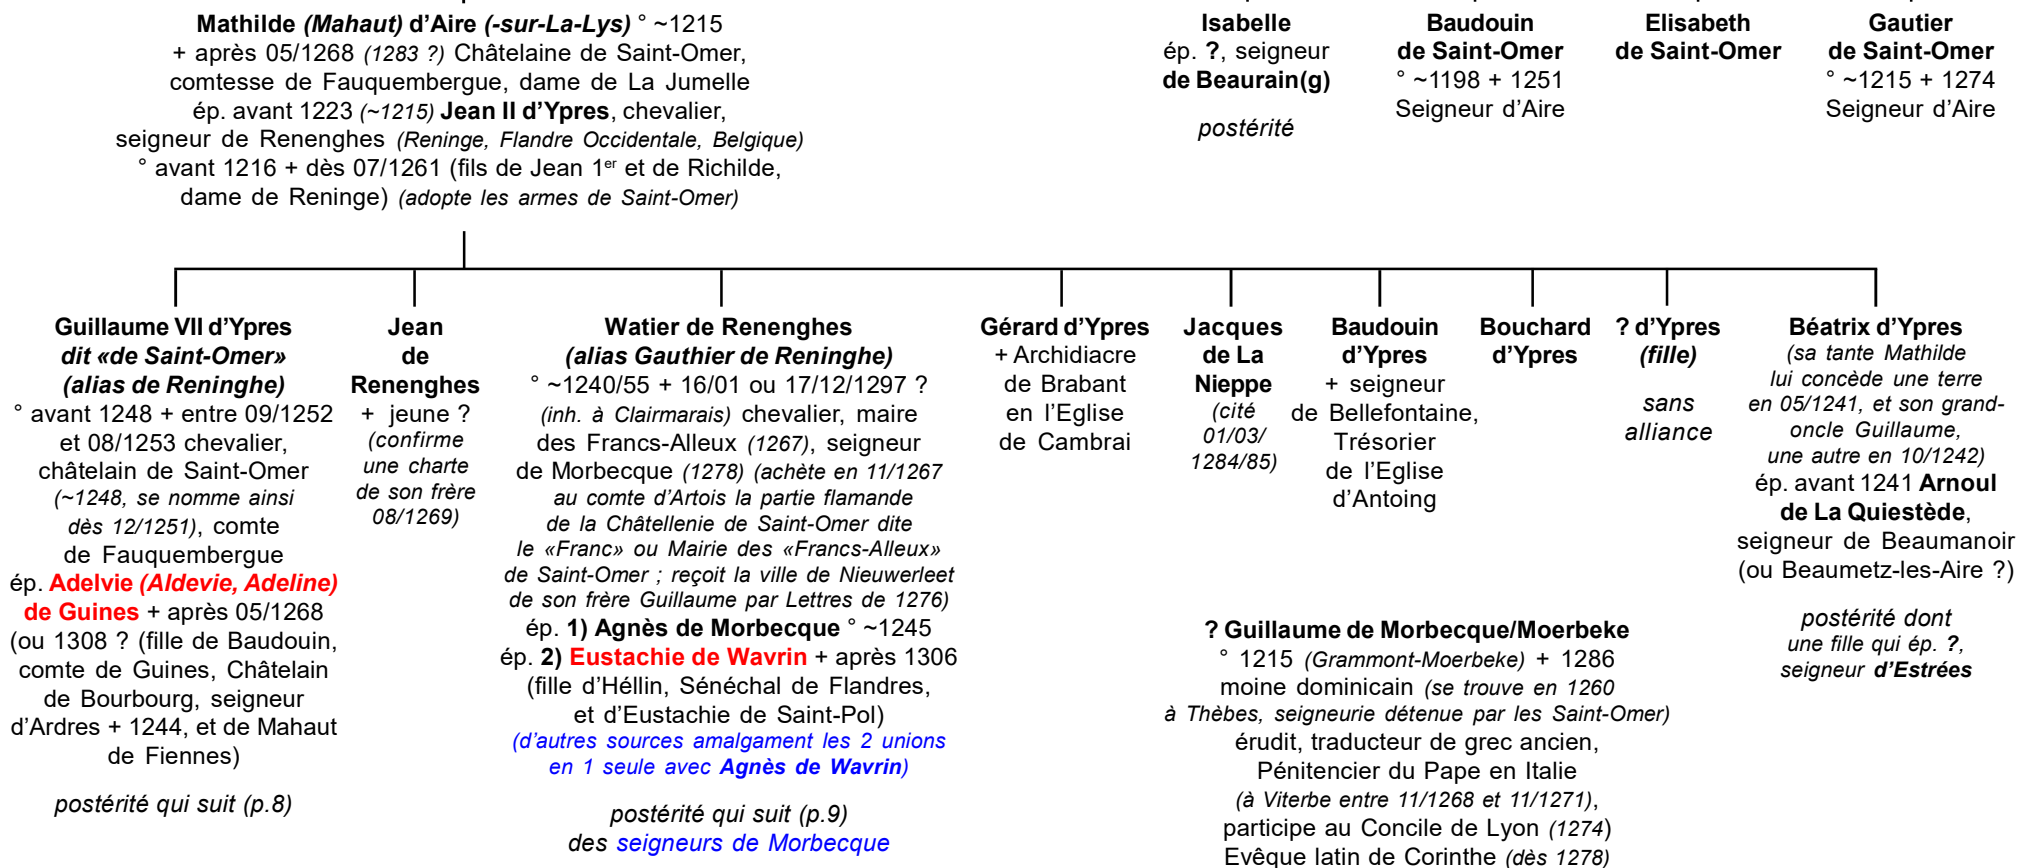 Mathilde (Mahaut) d’Aire (-sur-La-Lys) ° ~1215
+ après 05/1268 (1283 ?) Châtelaine de Saint-Omer,
comtesse de Fauquembergue, dame de La Jumelle
ép. avant 1223 (~1215) Jean II d’Ypres, chevalier,
seigneur de Renenghes (Reninge, Flandre Occidentale, Belgique)
° avant 1216 + dès 07/1261 (fils de Jean 1er et de Richilde,
dame de Reninge) (adopte les armes de Saint-Omer)
Isabelle
ép. ?, seigneur
de Beaurain(g)
postérité
Baudouin
de Saint-Omer
° ~1198 + 1251
Seigneur d’Aire
Elisabeth
de Saint-Omer
Gautier
de Saint-Omer
° ~1215 + 1274
Seigneur d’Aire
Guillaume VII d’Ypres
dit «de Saint-Omer»
(alias de Reninghe)
° avant 1248 + entre 09/1252
et 08/1253 chevalier,
châtelain de Saint-Omer
(~1248, se nomme ainsi
dès 12/1251), comte
de Fauquembergue
ép. Adelvie (Aldevie, Adeline)
de Guines + après 05/1268
(ou 1308 ? (fille de Baudouin,
comte de Guines, Châtelain
de Bourbourg, seigneur
d’Ardres + 1244, et de Mahaut
de Fiennes)
postérité qui suit (p.8)
Jean
de
Renenghes
+ jeune ?
(confirme
une charte
de son frère
08/1269)
Watier de Renenghes
(alias Gauthier de Reninghe)
° ~1240/55 + 16/01 ou 17/12/1297 ?
(inh. à Clairmarais) chevalier, maire
des Francs-Alleux (1267), seigneur
de Morbecque (1278) (achète en 11/1267
au comte d’Artois la partie flamande
de la Châtellenie de Saint-Omer dite
le «Franc» ou Mairie des «Francs-Alleux»
de Saint-Omer ; reçoit la ville de Nieuwerleet
de son frère Guillaume par Lettres de 1276)
ép. 1) Agnès de Morbecque ° ~1245
ép. 2) Eustachie de Wavrin + après 1306
(fille d’Héllin, Sénéchal de Flandres,
et d’Eustachie de Saint-Pol)
(d’autres sources amalgament les 2 unions
en 1 seule avec Agnès de Wavrin)
postérité qui suit (p.9)
des seigneurs de Morbecque
Gérard d’Ypres
+ Archidiacre
de Brabant
en l’Eglise
de Cambrai
Jacques
de La
Nieppe
(cité
01/03/
1284/85)
Baudouin
d’Ypres
+ seigneur
de Bellefontaine,
Trésorier
de l’Eglise
d’Antoing
Bouchard
d’Ypres
? d’Ypres
(fille)
sans
alliance
Béatrix d’Ypres
(sa tante Mathilde
lui concède une terre
en 05/1241, et son grand-
oncle Guillaume,
une autre en 10/1242)
ép. avant 1241 Arnoul
de La Quiestède,
seigneur de Beaumanoir
(ou Beaumetz-les-Aire ?)
postérité dont
une fille qui ép. ?,
seigneur d’Estrées
? Guillaume de Morbecque/Moerbeke
° 1215 (Grammont-Moerbeke) + 1286
moine dominicain (se trouve en 1260
à Thèbes, seigneurie détenue par les Saint-Omer)
érudit, traducteur de grec ancien,
Pénitencier du Pape en Italie
(à Viterbe entre 11/1268 et 11/1271),
participe au Concile de Lyon (1274)
Evêque latin de Corinthe (dès 1278)